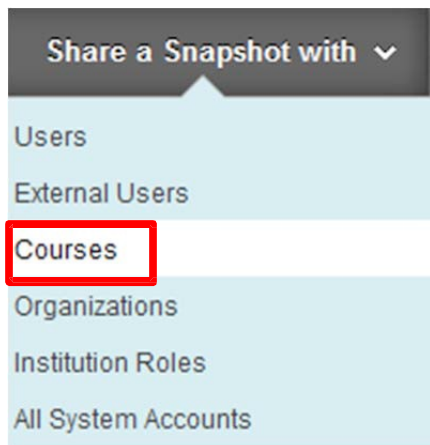 Share a Snapshot with
Users
External Users
Courses
Organizations
Institution Roles
All System Accounts